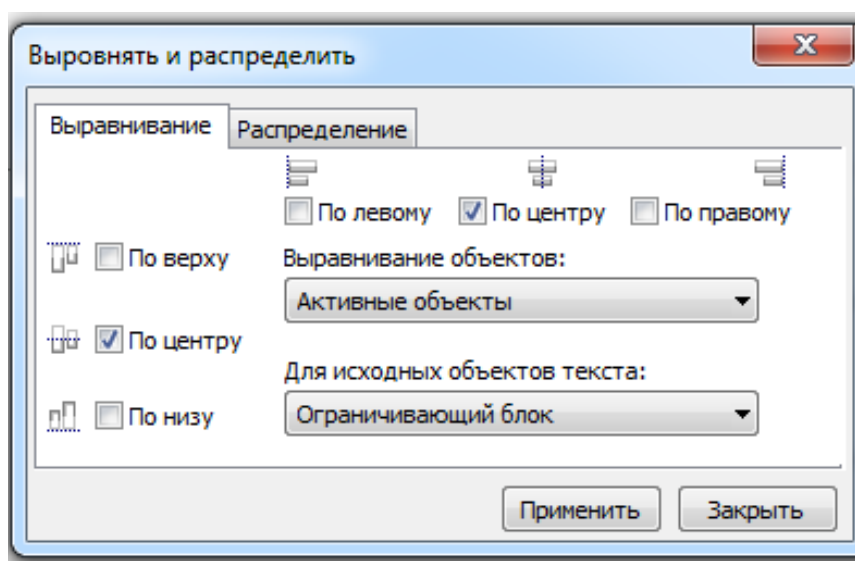 Выровнять и распределить
Выравнивание Распределение
По левому По центру По правому
По верху Выравнивание объектов:
Активные объекты
По центру
Для исходных объектов текста:
По низу Ограничивающий блок
Применить Закрыть